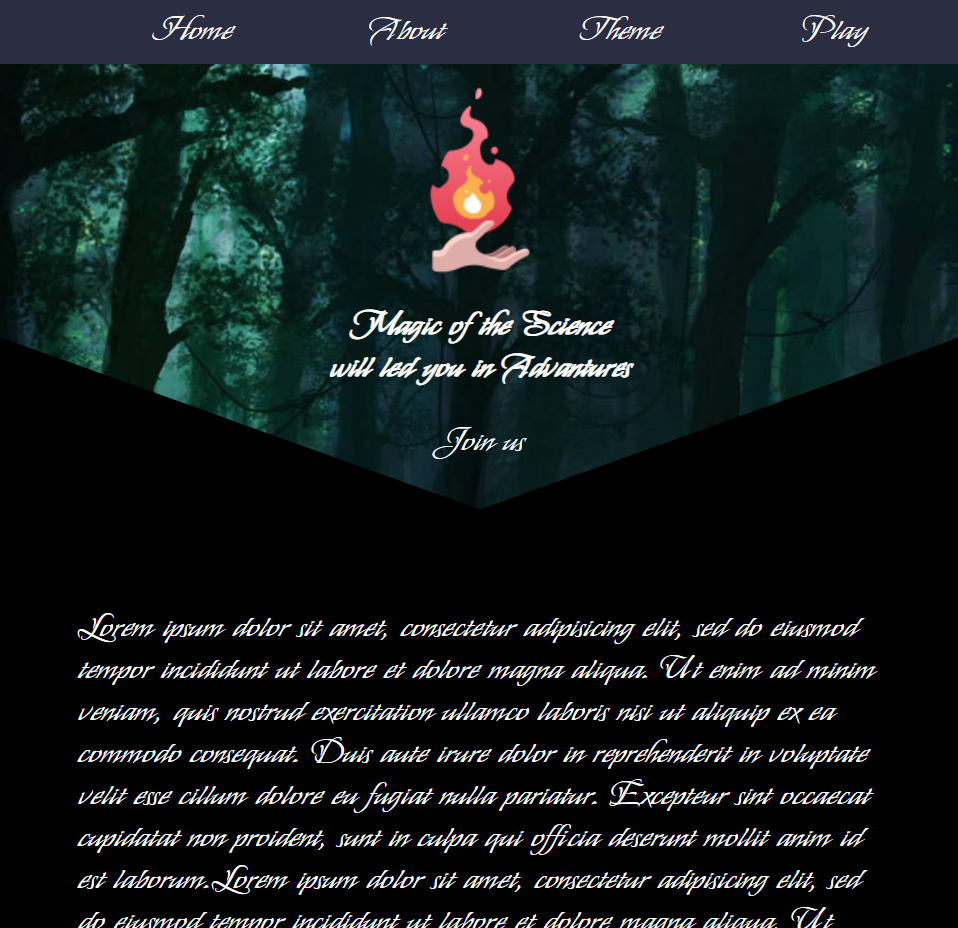 Home About Theme Play
Magic of the Science
will led you in Advantures
Join us
Lorem ipsum dolor sit amet, consectetur adipisicing elit, sed do eiusmod
tempor incididunt ut labore et dolore magna aliqua. Ut enim ad minim
veniam, quis nostrud exercitation ullamco laboris nisi ut aliquip ex ea
commodo consequat. Duis aute irure dolor in reprehenderit in voluptate
velit esse cillum dolore eu fugiat nulla pariatur. Excepteur sint occaecat
cupidatat non proident, sunt in culpa qui officia deserunt mollit anim id
est laborum.Lorem ipsum dolor sit amet, consectetur adipisicing elit, sed
do eiusmod tempor incididunt ut labore et dolore magna aliqua. Ut